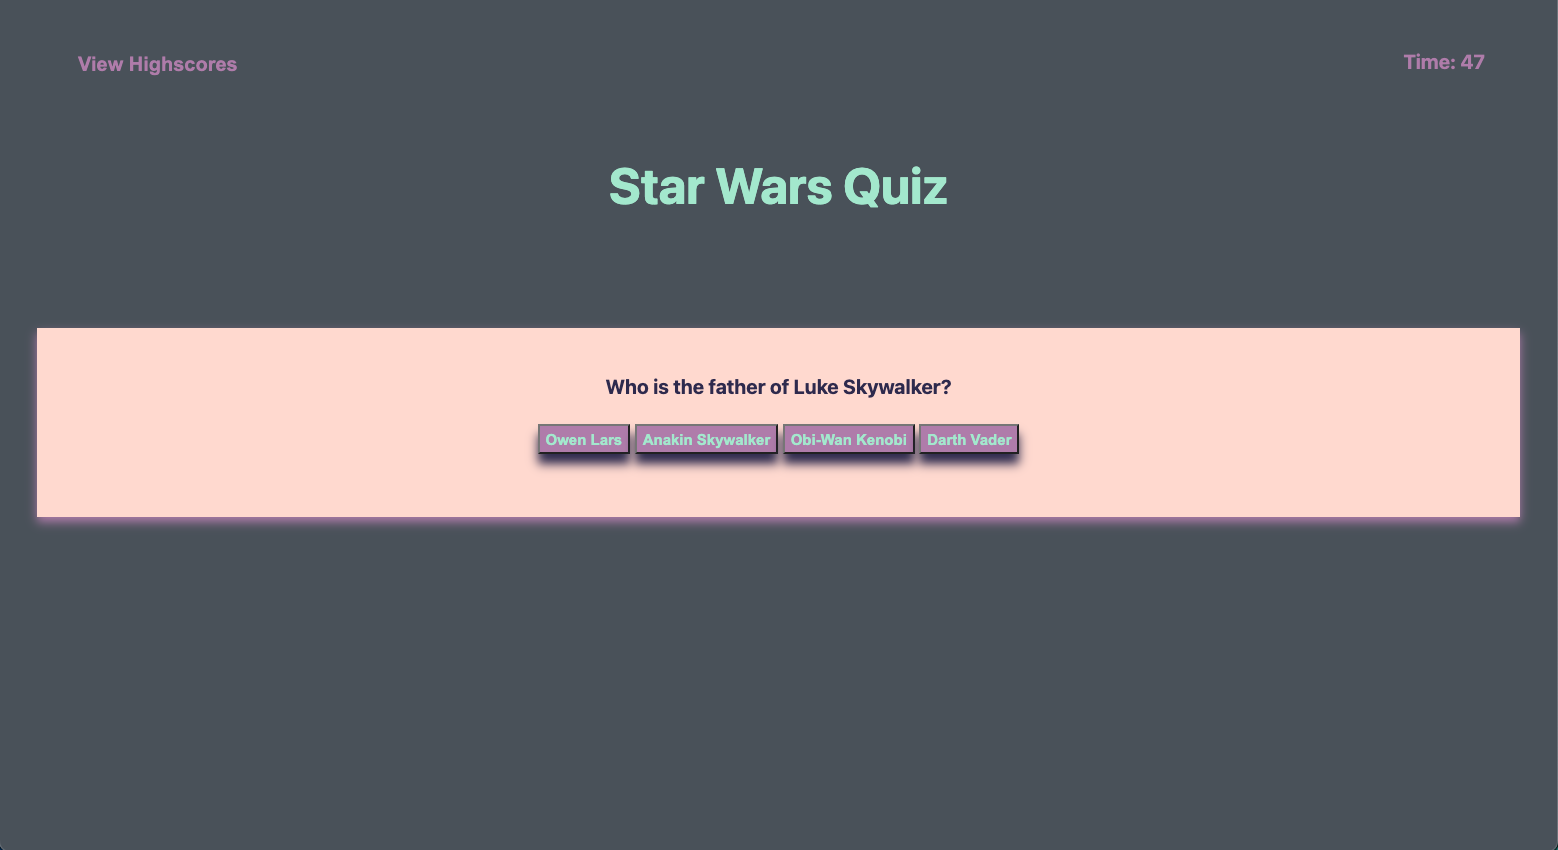 View Highscores
Time: 47
Star Wars Quiz
Who is the father of Luke Skywalker?
Owen Lars Anakin Skywalker Obi-Wan Kenobi Darth Vader